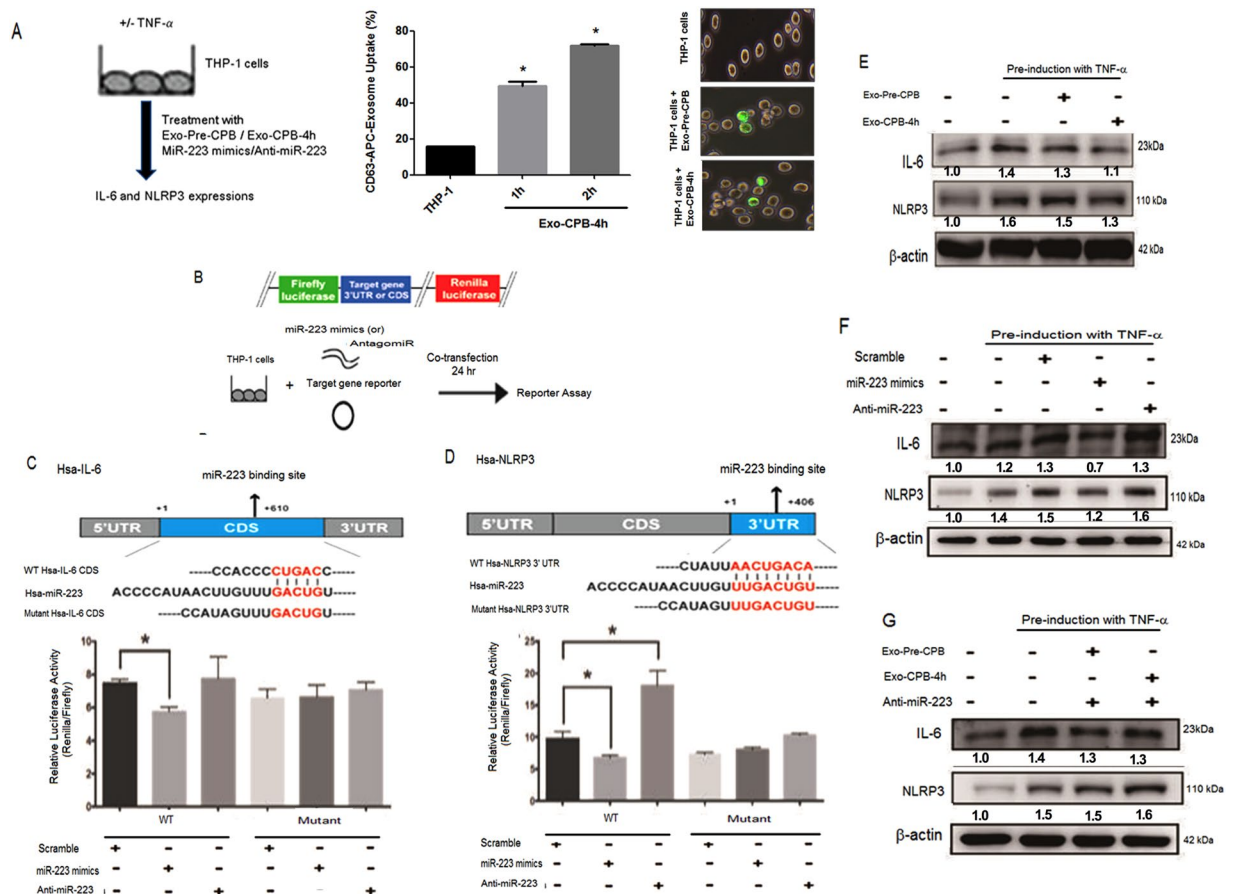 A
+/- TNF-α
THP-1 cells
Treatment with
Exo-Pre-CPB / Exo-CPB-4h
MiR-223 mimics/Anti-miR-223
IL-6 and NLRP3 expressions
CD63-APC-Exosome Uptake (%)
80
60
40
20
0
*
*
THP-1
1h
2h
Exo-CPB-4h
THP-1 cells
THP-1 cells +
Exo-Pre-CPB
THP-1 cells +
Exo-CPB-4h
B
Firefly
luciferase
Target gene
3'UTR or CDS
Renilla
luciferase
miR-223 mimics (or)
AntagomiR
THP-1 cells
+
Target gene reporter
Co-transfection
24 hr
Reporter Assay
C
Hsa-IL-6
miR-223 binding site
+1
+610
5'UTR
CDS
3'UTR
WT Hsa-IL-6 CDS
-----CCACCCCUGACC-----
Hsa-miR-223
ACCCCAUAACUUGUUUGACUGU
Mutant Hsa-IL-6 CDS
-----CCAUAGUUUGACUGU-----
Relative Luciferase Activity
(Renilla/Firefly)
10
8
6
4
2
0
*
WT
Mutant
Scramble
+ - - + - -
miR-223 mimics
- + - - + -
Anti-miR-223
- - + - - +
D
Hsa-NLRP3
miR-223 binding site
+1
+406
5'UTR
CDS
3'UTR
WT Hsa-NLRP3 3' UTR
-----CUAUUAACUGACA-----
Hsa-miR-223
ACCCCAUAACUUGUUUGACUGU
Mutant Hsa-NLRP3 3'UTR
-----CCAUAGUUUGACUGU-----
Relative Luciferase Activity
(Renilla/Firefly)
25
20
15
10
5
0
*
*
WT
Mutant
Scramble
+ - - + - -
miR-223 mimics
- + - - + -
Anti-miR-223
- - + - - +
E
Pre-induction with TNF-α
Exo-Pre-CPB - - + -
Exo-CPB-4h - - - +
IL-6 23kDa
1.0 1.4 1.3 1.1
NLRP3 110 kDa
1.0 1.6 1.5 1.3
β-actin 42 kDa
F
Pre-induction with TNF-α
Scramble - - + - -
miR-223 mimics - - - + -
Anti-miR-223 - - - - +
IL-6 23kDa
1.0 1.2 1.3 0.7 1.3
NLRP3 110 kDa
1.0 1.4 1.5 1.2 1.6
β-actin 42 kDa
G
Pre-induction with TNF-α
Exo-Pre-CPB - - + -
Exo-CPB-4h - - - +
Anti-miR-223 - - + +
IL-6 23kDa
1.0 1.4 1.3 1.3
NLRP3 110 kDa
1.0 1.5 1.5 1.6
β-actin 42 kDa